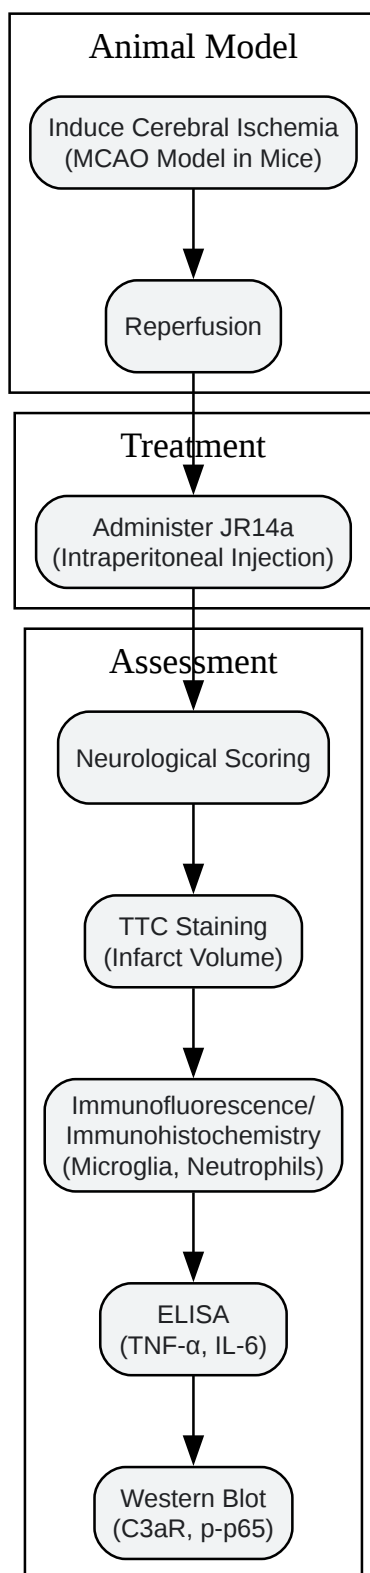 Animal Model
Induce Cerebral Ischemia
(MCAO Model in Mice)
Reperfusion
Treatment
Administer JR14a
(Intraperitoneal Injection)
Assessment
Neurological Scoring
TTC Staining
(Infarct Volume)
Immunofluorescence/
Immunohistochemistry
(Microglia, Neutrophils)
ELISA
(TNF-α, IL-6)
Western Blot
(C3aR, p-p65)